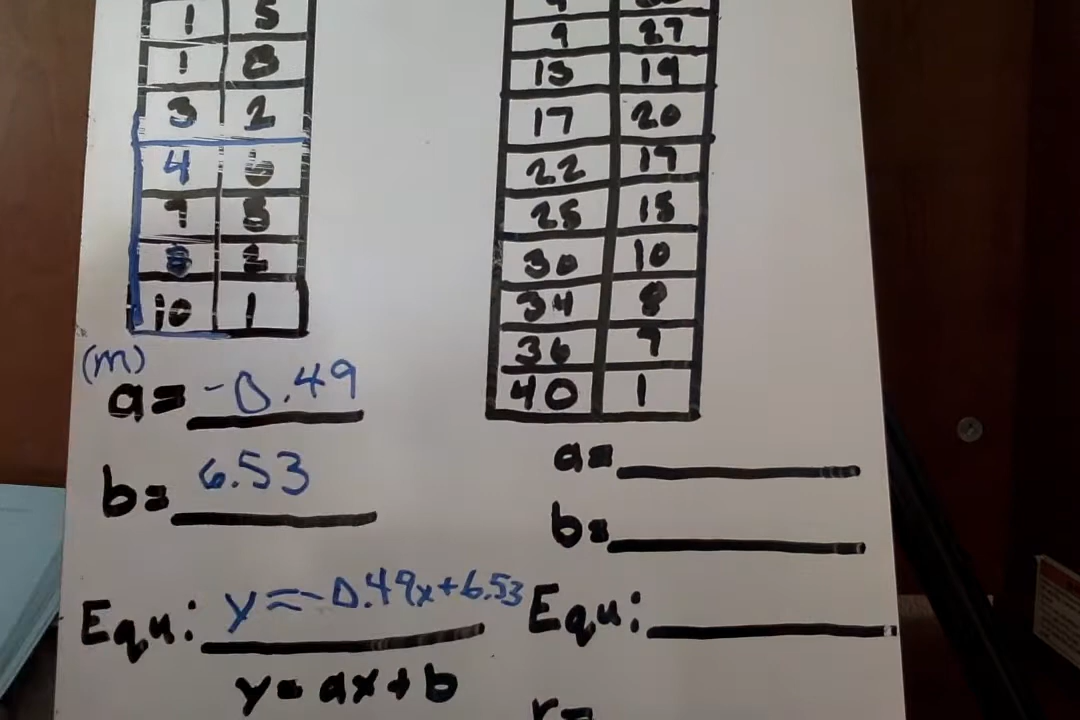 1 5
1 8
3 2
4 6
7 5
8 2
10 1
(m)
a= -0.49
b= 6.53
Equ: y=-0.49x+6.53
y= ax+b
9 27
13 19
17 20
22 17
25 15
30 10
34 8
36 7
40 1
a=
b=
Equ:
r=